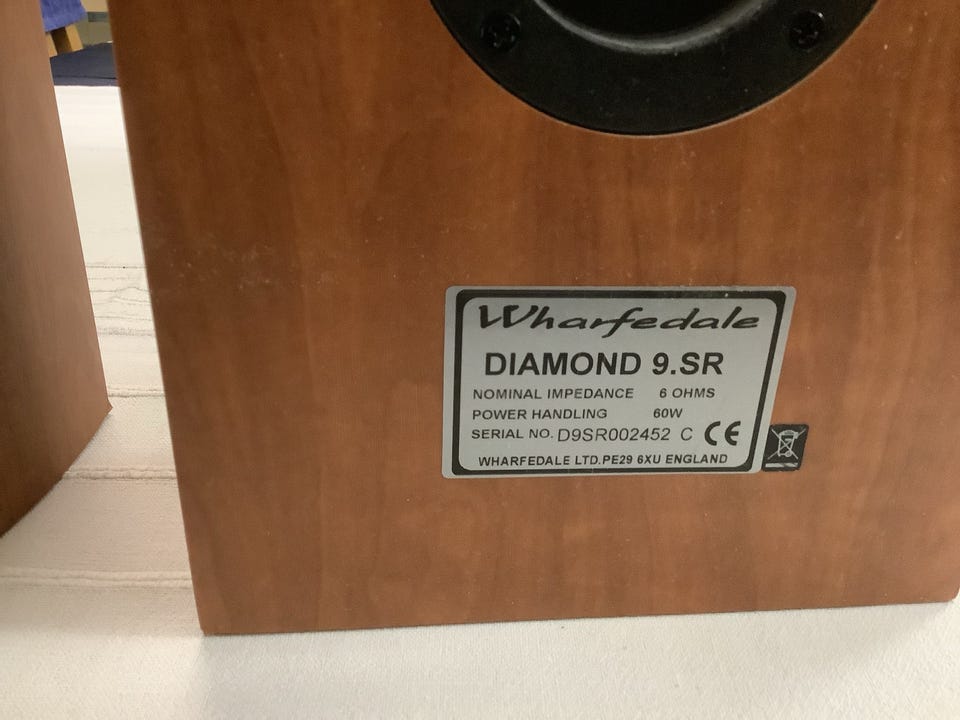 Wharfedale
DIAMOND 9.SR
NOMINAL IMPEDANCE 6 OHMS
POWER HANDLING 60W
SERIAL NO. D9SR002452 C CE
WHARFEDALE LTD.PE29 6XU ENGLAND